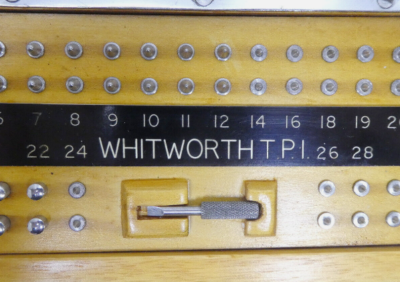 7 8 9 10 11 12 14 16 18 19
22 24 WHITWORTH T.P.I. 26 28